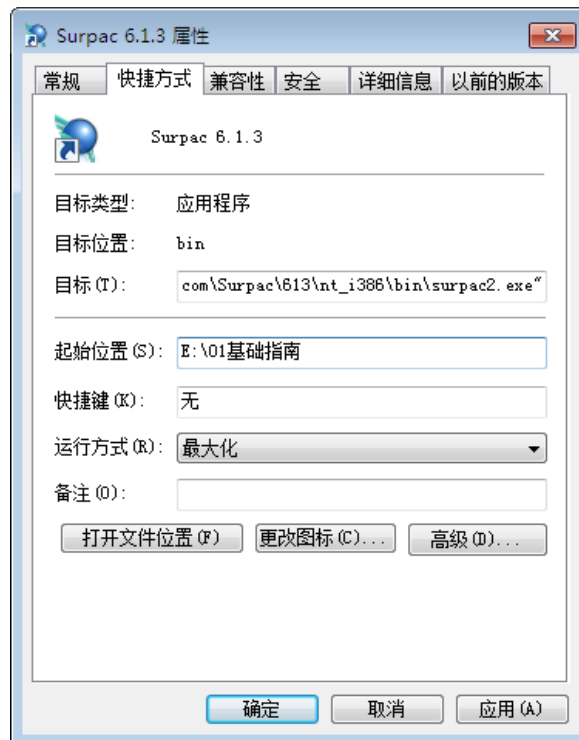 Surpac 6.1.3 属性
常规 快捷方式 兼容性 安全 详细信息 以前的版本
Surpac 6.1.3
目标类型: 应用程序
目标位置: bin
目标(T): com\Surpac\613\nt_i386\bin\surpac2.exe"
起始位置(S): E:\01基础指南
快捷键(K): 无
运行方式(R): 最大化
备注(O):
打开文件位置(F) 更改图标(C)... 高级(D)...
确定 取消 应用(A)